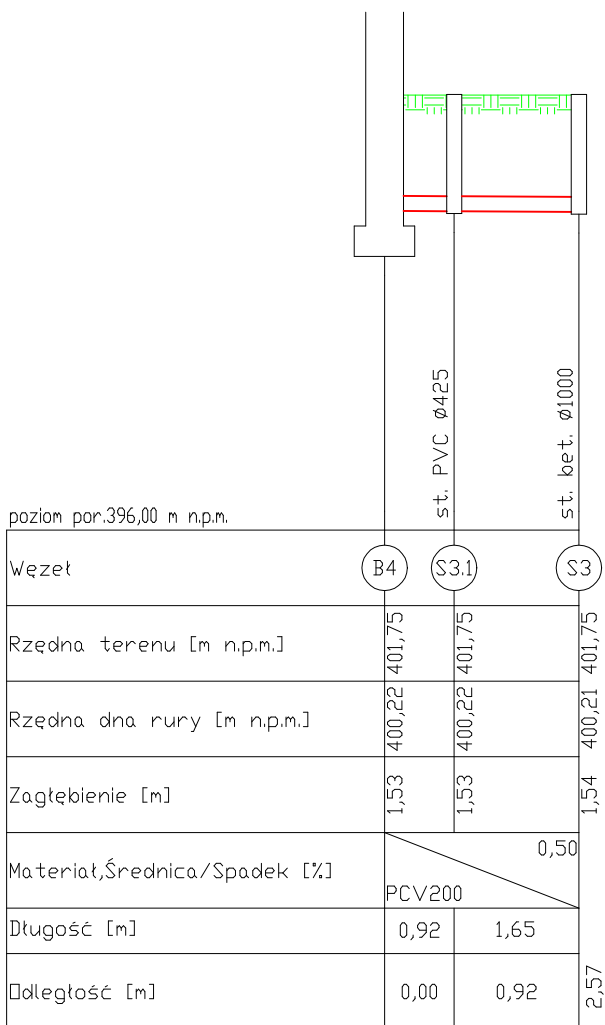 st. PVC ø425
st. bet. ø1000
poziom por.396,00 m n.p.m.
Węzeł B4 S3.1 S3
Rzędna terenu [m n.p.m.] 401,75 401,75 401,75
Rzędna dna rury [m n.p.m.] 400,22 400,22 400,21
Zagłębienie [m] 1,53 1,53 1,54
0,50
Materiał,Średnica/Spadek [%]
PCV200
Długość [m] 0,92 1,65
Odległość [m] 0,00 0,92 2,57